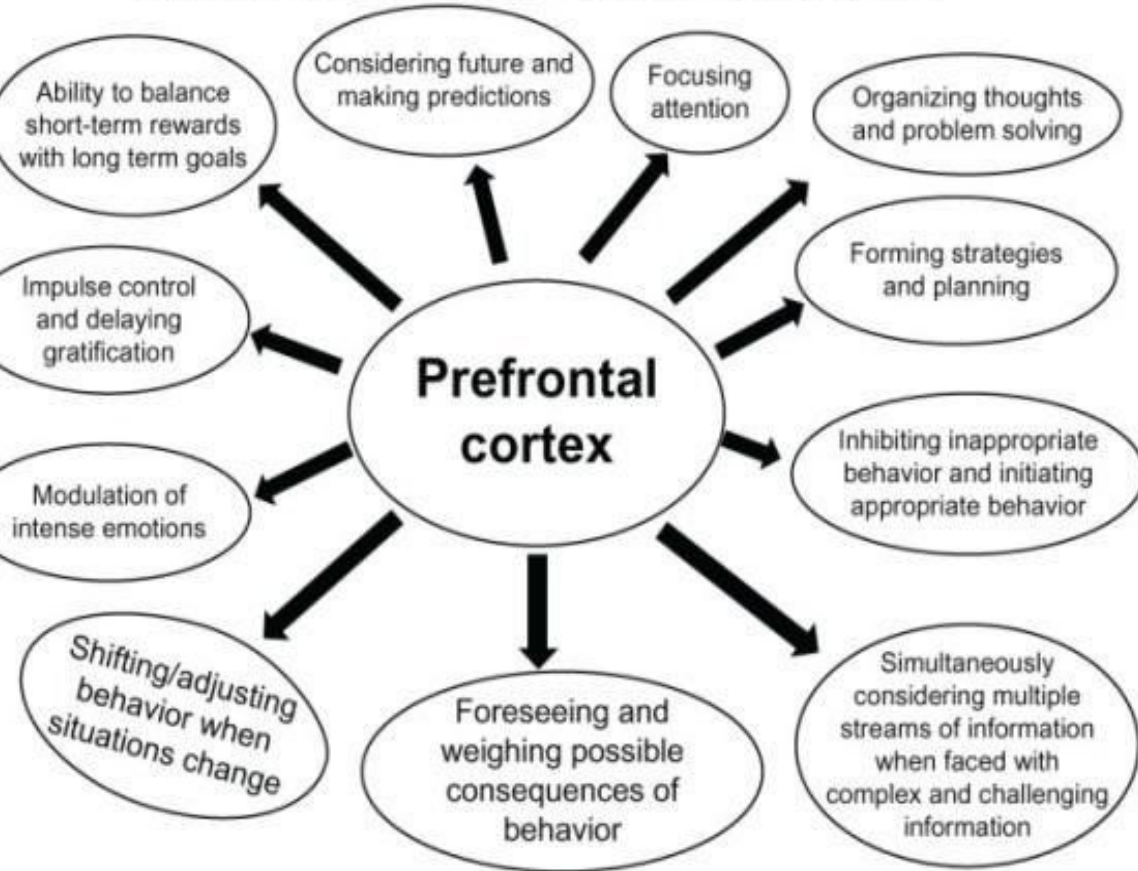 Ability to balance
short-term rewards
with long term goals
Considering future and
making predictions
Focusing
attention
Organizing thoughts
and problem solving
Impulse control
and delaying
gratification
Forming strategies
and planning
Prefrontal
cortex
Modulation of
intense emotions
Inhibiting inappropriate
behavior and initiating
appropriate behavior
Shifting/adjusting
behavior when
situations change
Foreseeing and
weighing possible
consequences of
behavior
Simultaneously
considering multiple
streams of information
when faced with
complex and challenging
information